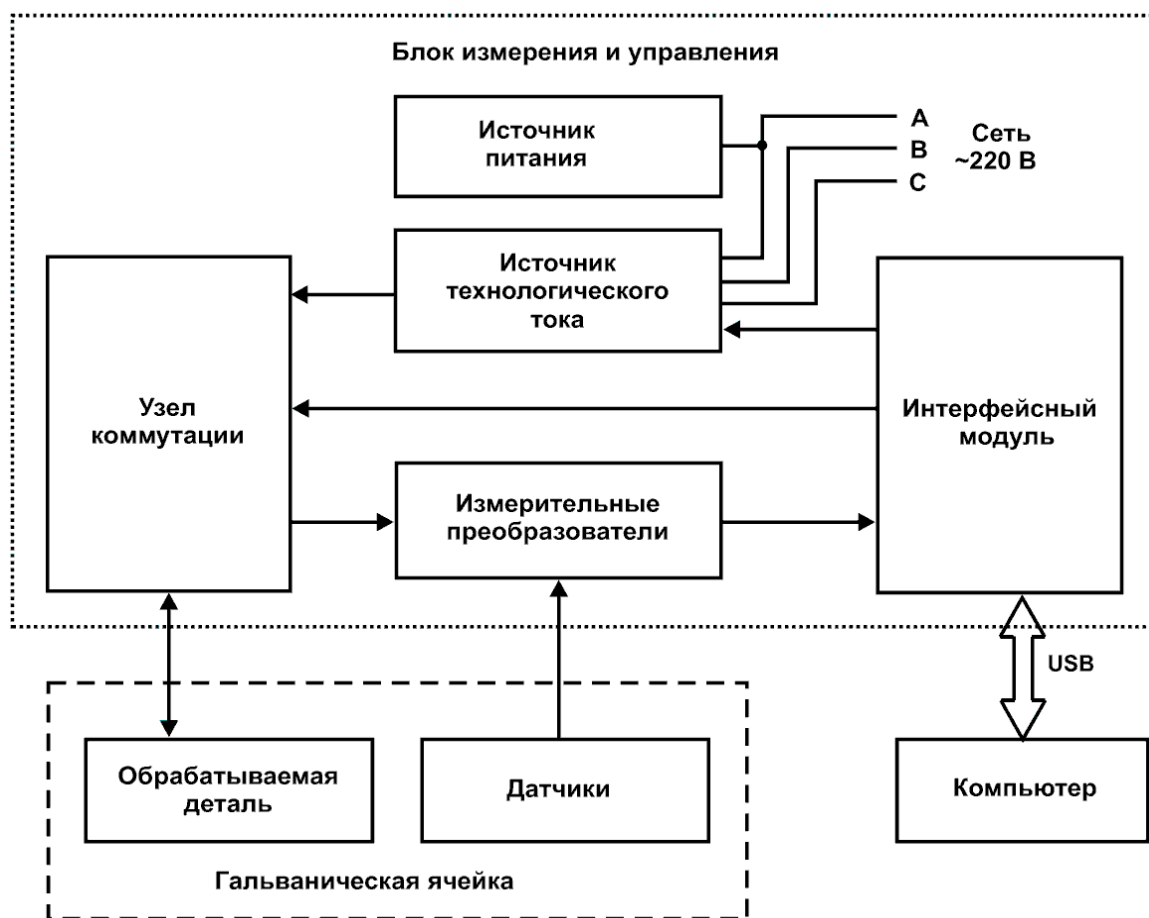 Блок измерения и управления
Источник
питания
A
B
C
Сеть
~220 В
Источник
технологического
тока
Узел
коммутации
Интерфейсный
модуль
Измерительные
преобразователи
USB
Обрабатываемая
деталь
Датчики
Компьютер
Гальваническая ячейка